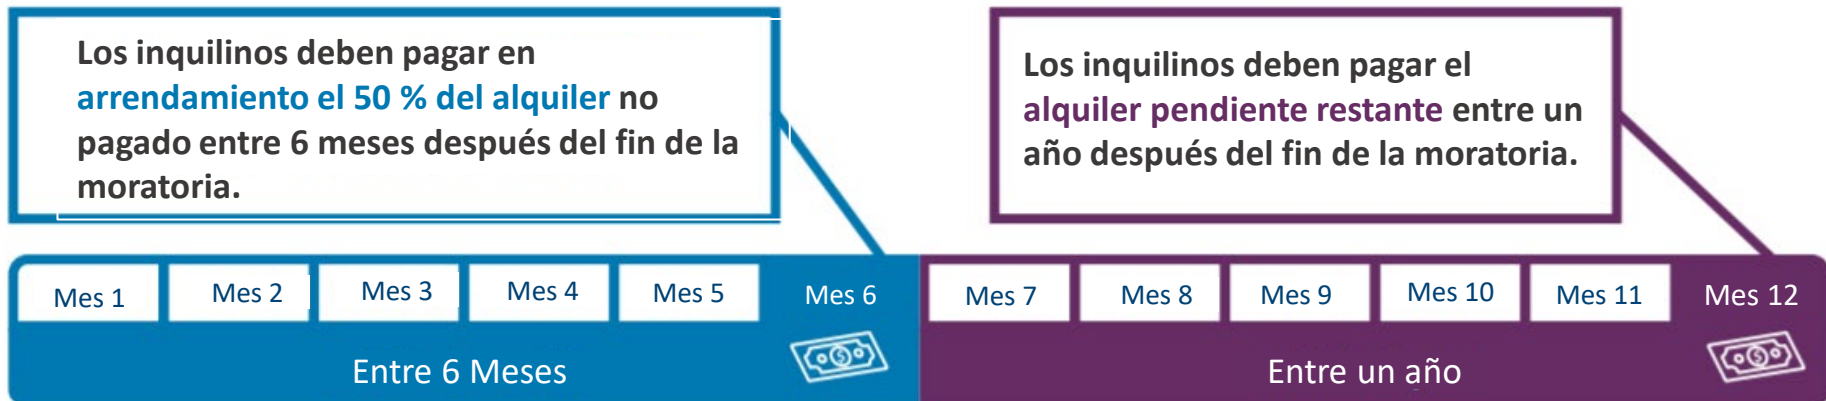 Los inquilinos deben pagar en
arrendamiento el 50 % del alquiler no
pagado entre 6 meses después del fin de la
moratoria.
Los inquilinos deben pagar el
alquiler pendiente restante entre un
año después del fin de la moratoria.
Mes 1 Mes 2 Mes 3 Mes 4 Mes 5 Mes 6 Mes 7 Mes 8 Mes 9 Mes 10 Mes 11 Mes 12
Entre 6 Meses Entre un año